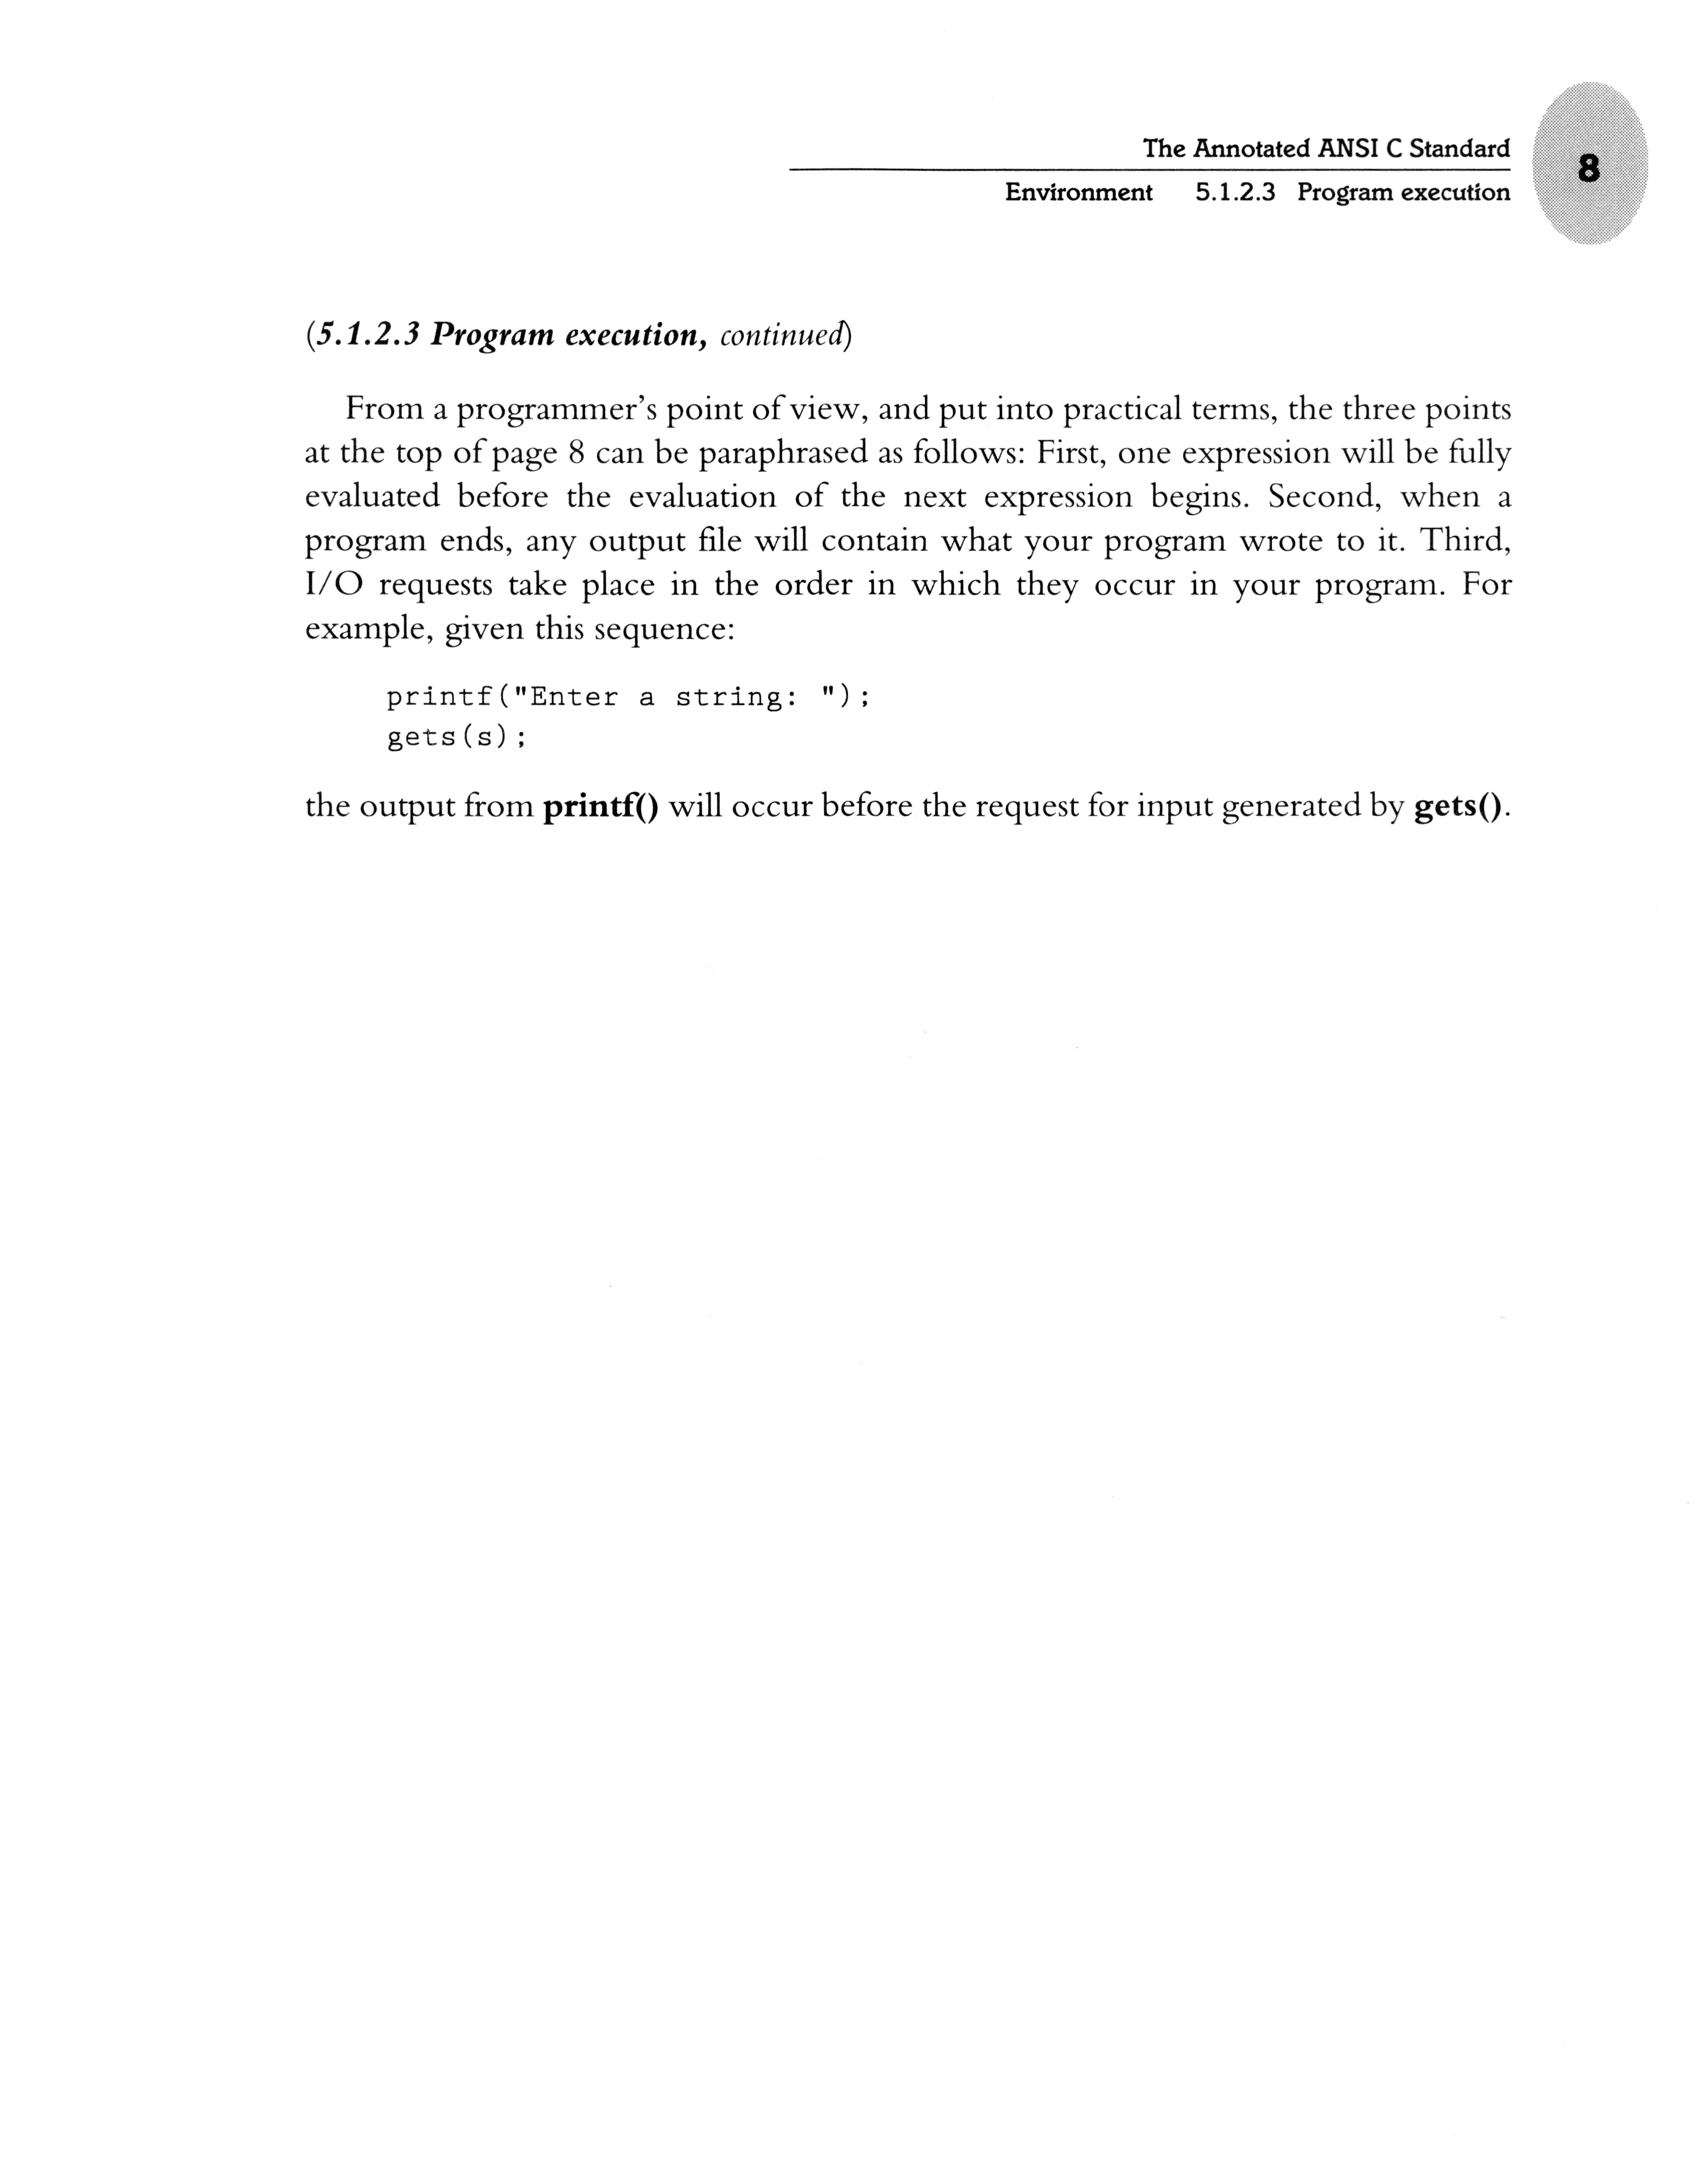 The Annotated ANSI C Standard
8
Environment 5.1.2.3 Program execution
(5.1.2.3 Program execution, continued)
From a programmer's point of view, and put into practical terms, the three points
at the top of page 8 can be paraphrased as follows: First, one expression will be fully
evaluated before the evaluation of the next expression begins. Second, when a
program ends, any output file will contain what your program wrote to it. Third,
I/O requests take place in the order in which they occur in your program. For
example, given this sequence:
printf("Enter a string: ");
gets(s);
the output from printf() will occur before the request for input generated by gets().